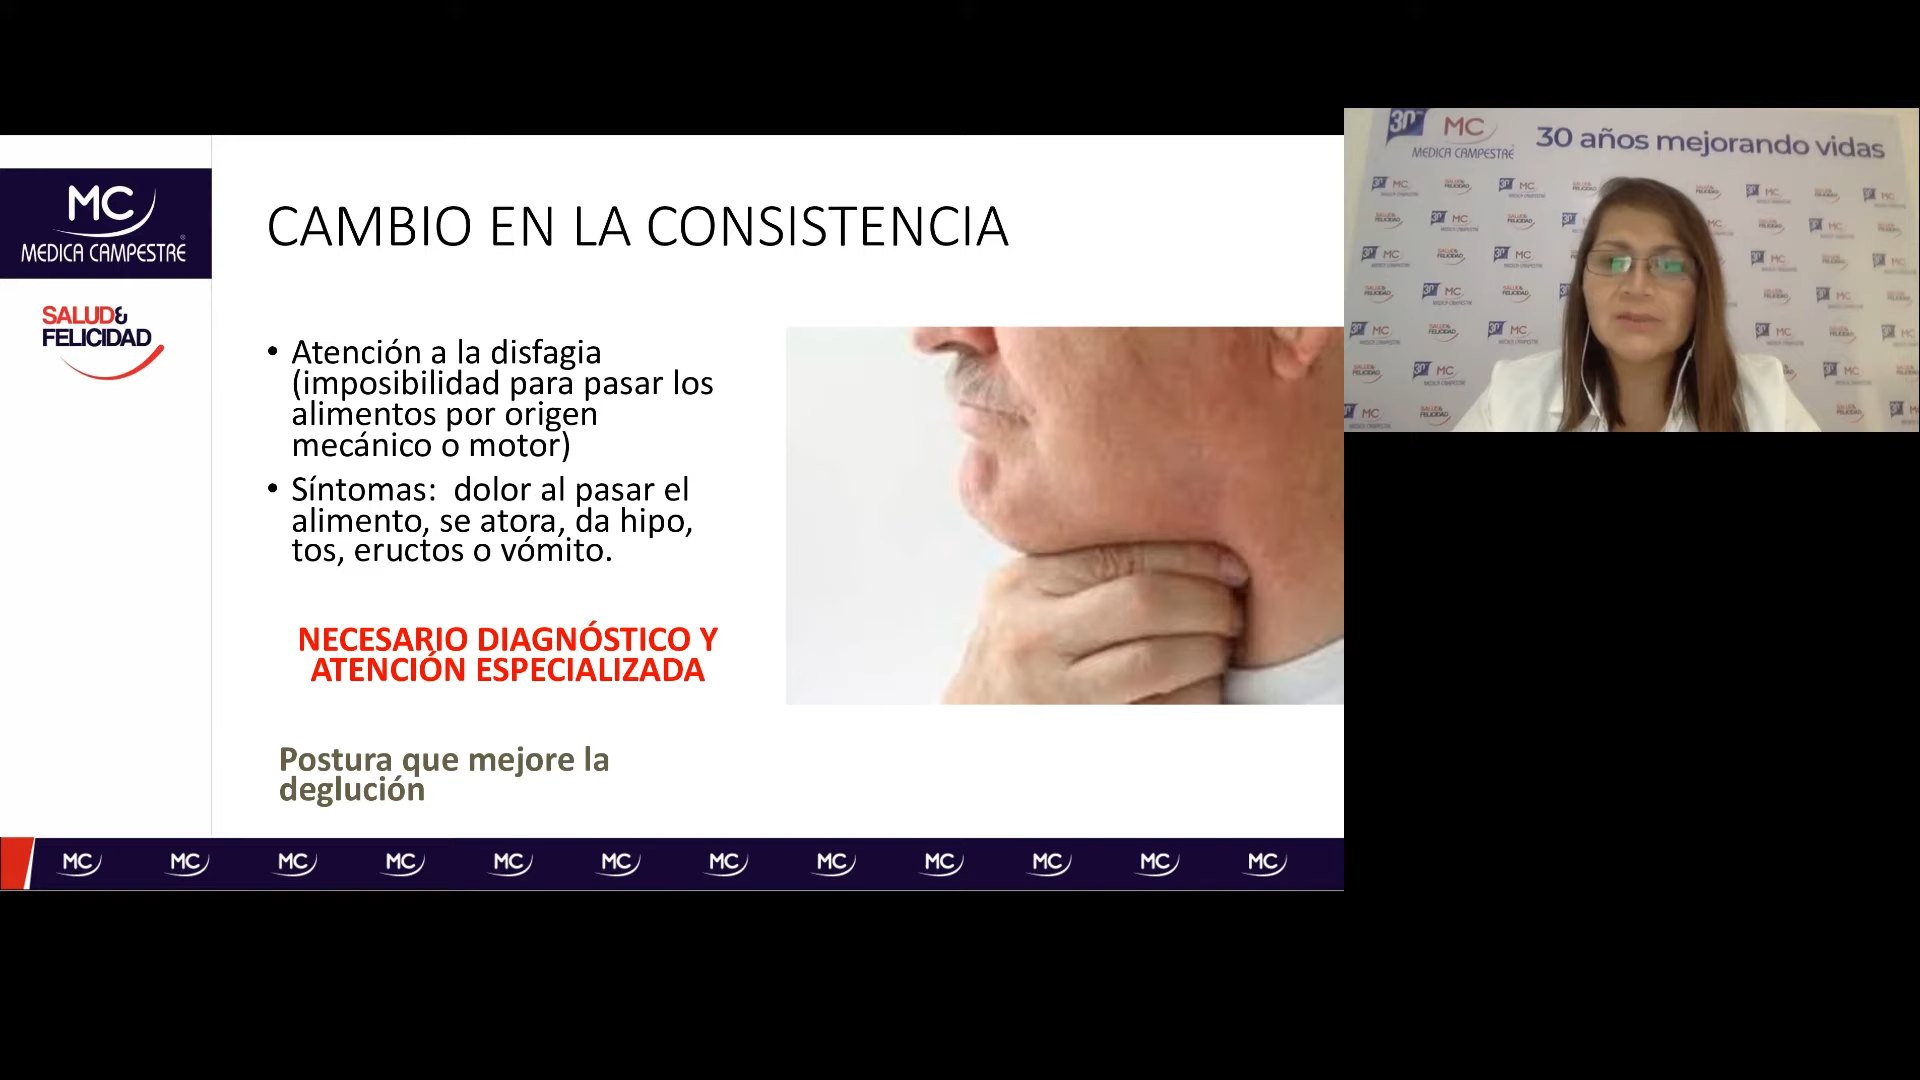 MC
MEDICA CAMPESTRE
SALUD&
FELICIDAD
CAMBIO EN LA CONSISTENCIA
• Atención a la disfagia
(imposibilidad para pasar los
alimentos por origen
mecánico o motor)
• Síntomas: dolor al pasar el
alimento, se atora, da hipo,
tos, eructos o vómito.
NECESARIO DIAGNÓSTICO Y
ATENCIÓN ESPECIALIZADA
Postura que mejore la
deglución
MC MC MC MC MC MC MC MC MC MC MC MC
30 MC
MEDICA CAMPESTRE
30 años mejorando vidas